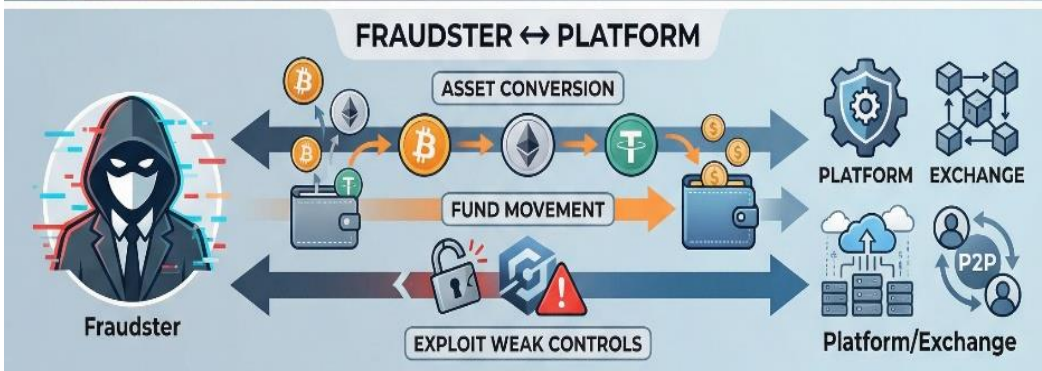 FRAUDSTER ↔ PLATFORM
ASSET CONVERSION
FUND MOVEMENT
EXPLOIT WEAK CONTROLS
Fraudster
PLATFORM
EXCHANGE
P2P
Platform/Exchange